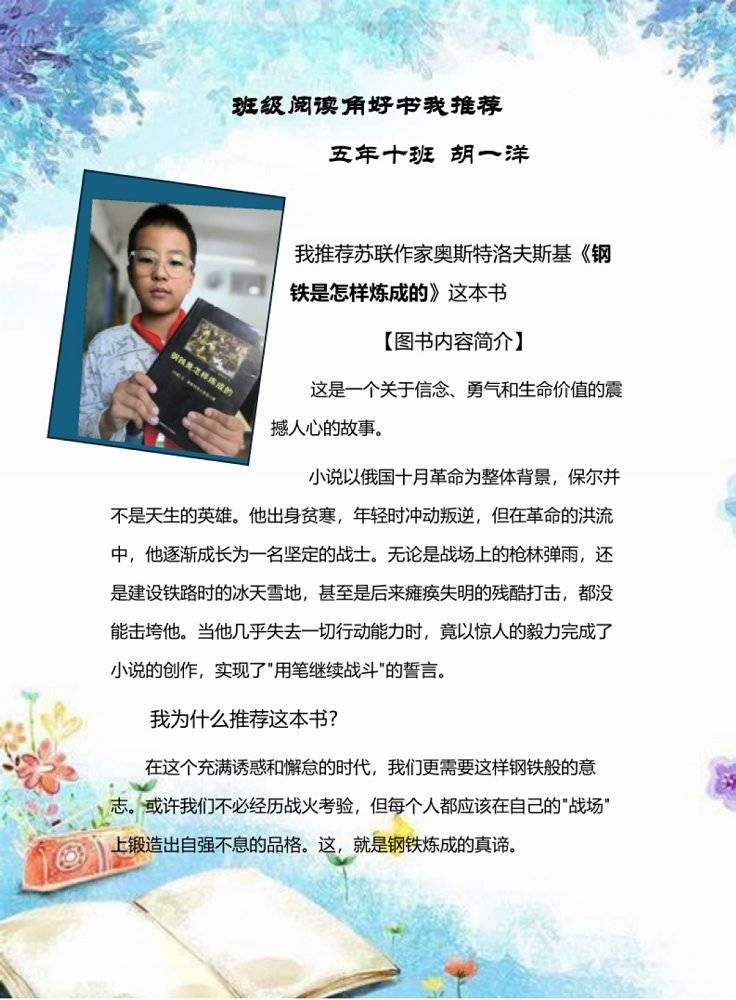 班级阅读角好书我推荐
五年十班 胡一洋
我推荐苏联作家奥斯特洛夫斯基《钢
铁是怎样炼成的》这本书
【图书内容简介】
这是一个关于信念、勇气和生命价值的震
撼人心的故事。
钢铁是怎样炼成的
小说以俄国十月革命为整体背景，保尔并
不是天生的英雄。他出身贫寒，年轻时冲动叛逆，但在革命的洪流
中，他逐渐成长为一名坚定的战士。无论是战场上的枪林弹雨，还
是建设铁路时的冰天雪地，甚至是后来瘫痪失明的残酷打击，都没
能击垮他。当他几乎失去一切行动能力时，竟以惊人的毅力完成了
小说的创作，实现了"用笔继续战斗"的誓言。
我为什么推荐这本书？
在这个充满诱惑和懈怠的时代，我们更需要这样钢铁般的意
志。或许我们不必经历战火考验，但每个人都应该在自己的"战场"
上锻造出自强不息的品格。这，就是钢铁炼成的真谛。